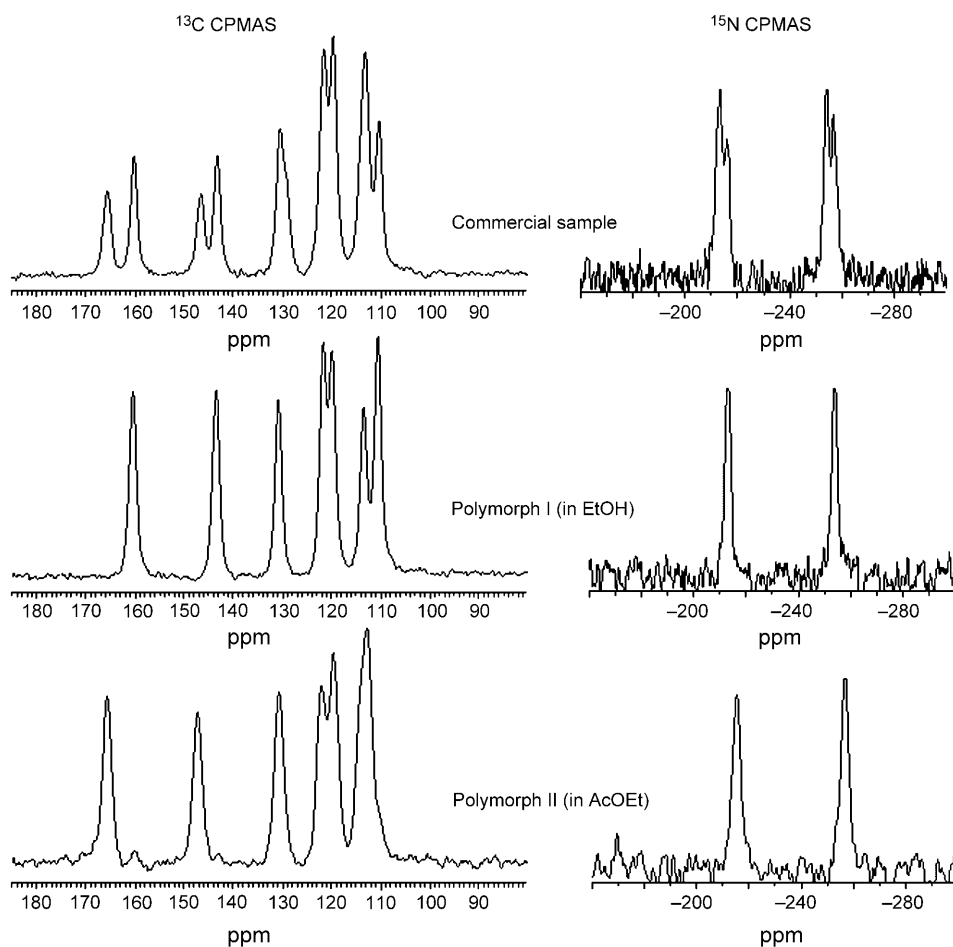 ¹³C CPMAS
¹⁵N CPMAS
Commercial sample
180 170 160 150 140 130 120 110 100 90
ppm
–200 –240 –280
ppm
Polymorph I (in EtOH)
180 170 160 150 140 130 120 110 100 90
ppm
–200 –240 –280
ppm
Polymorph II (in AcOEt)
180 170 160 150 140 130 120 110 100 90
ppm
–200 –240 –280
ppm